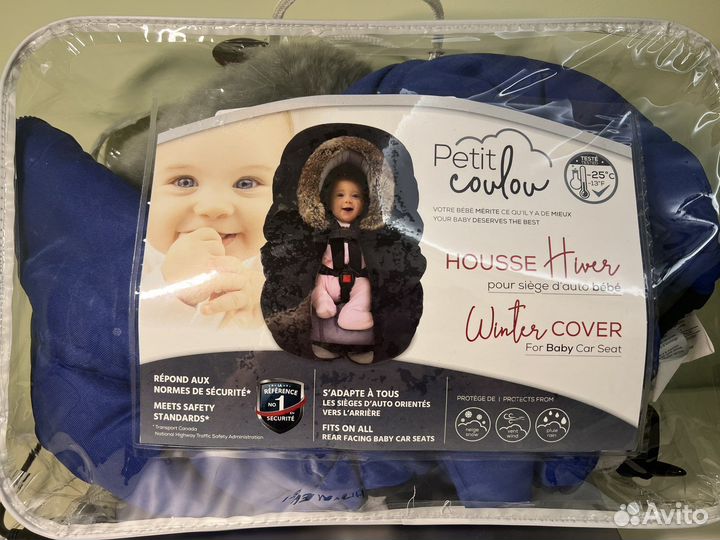 Petit
coulou
TESTÉ
-25°C
-13°F
VOTRE BÉBÉ MÉRITE CE QU'IL Y A DE MIEUX
YOUR BABY DESERVES THE BEST
HOUSSE Hiver
pour siège d'auto bébé
Winter COVER
For Baby Car Seat
RÉPOND AUX
NORMES DE SÉCURITÉ*
MEETS SAFETY
STANDARDS*
* Transport Canada
National Highway Traffic Safety Administration
LA
RÉFÉRENCE
NO 1
SÉCURITÉ
S'ADAPTE À TOUS
LES SIÈGES D'AUTO ORIENTÉS
VERS L'ARRIÈRE
FITS ON ALL
REAR FACING BABY CAR SEATS
PROTÈGE DE | PROTECTS FROM
neige
snow
vent
wind
pluie
rain
Avito